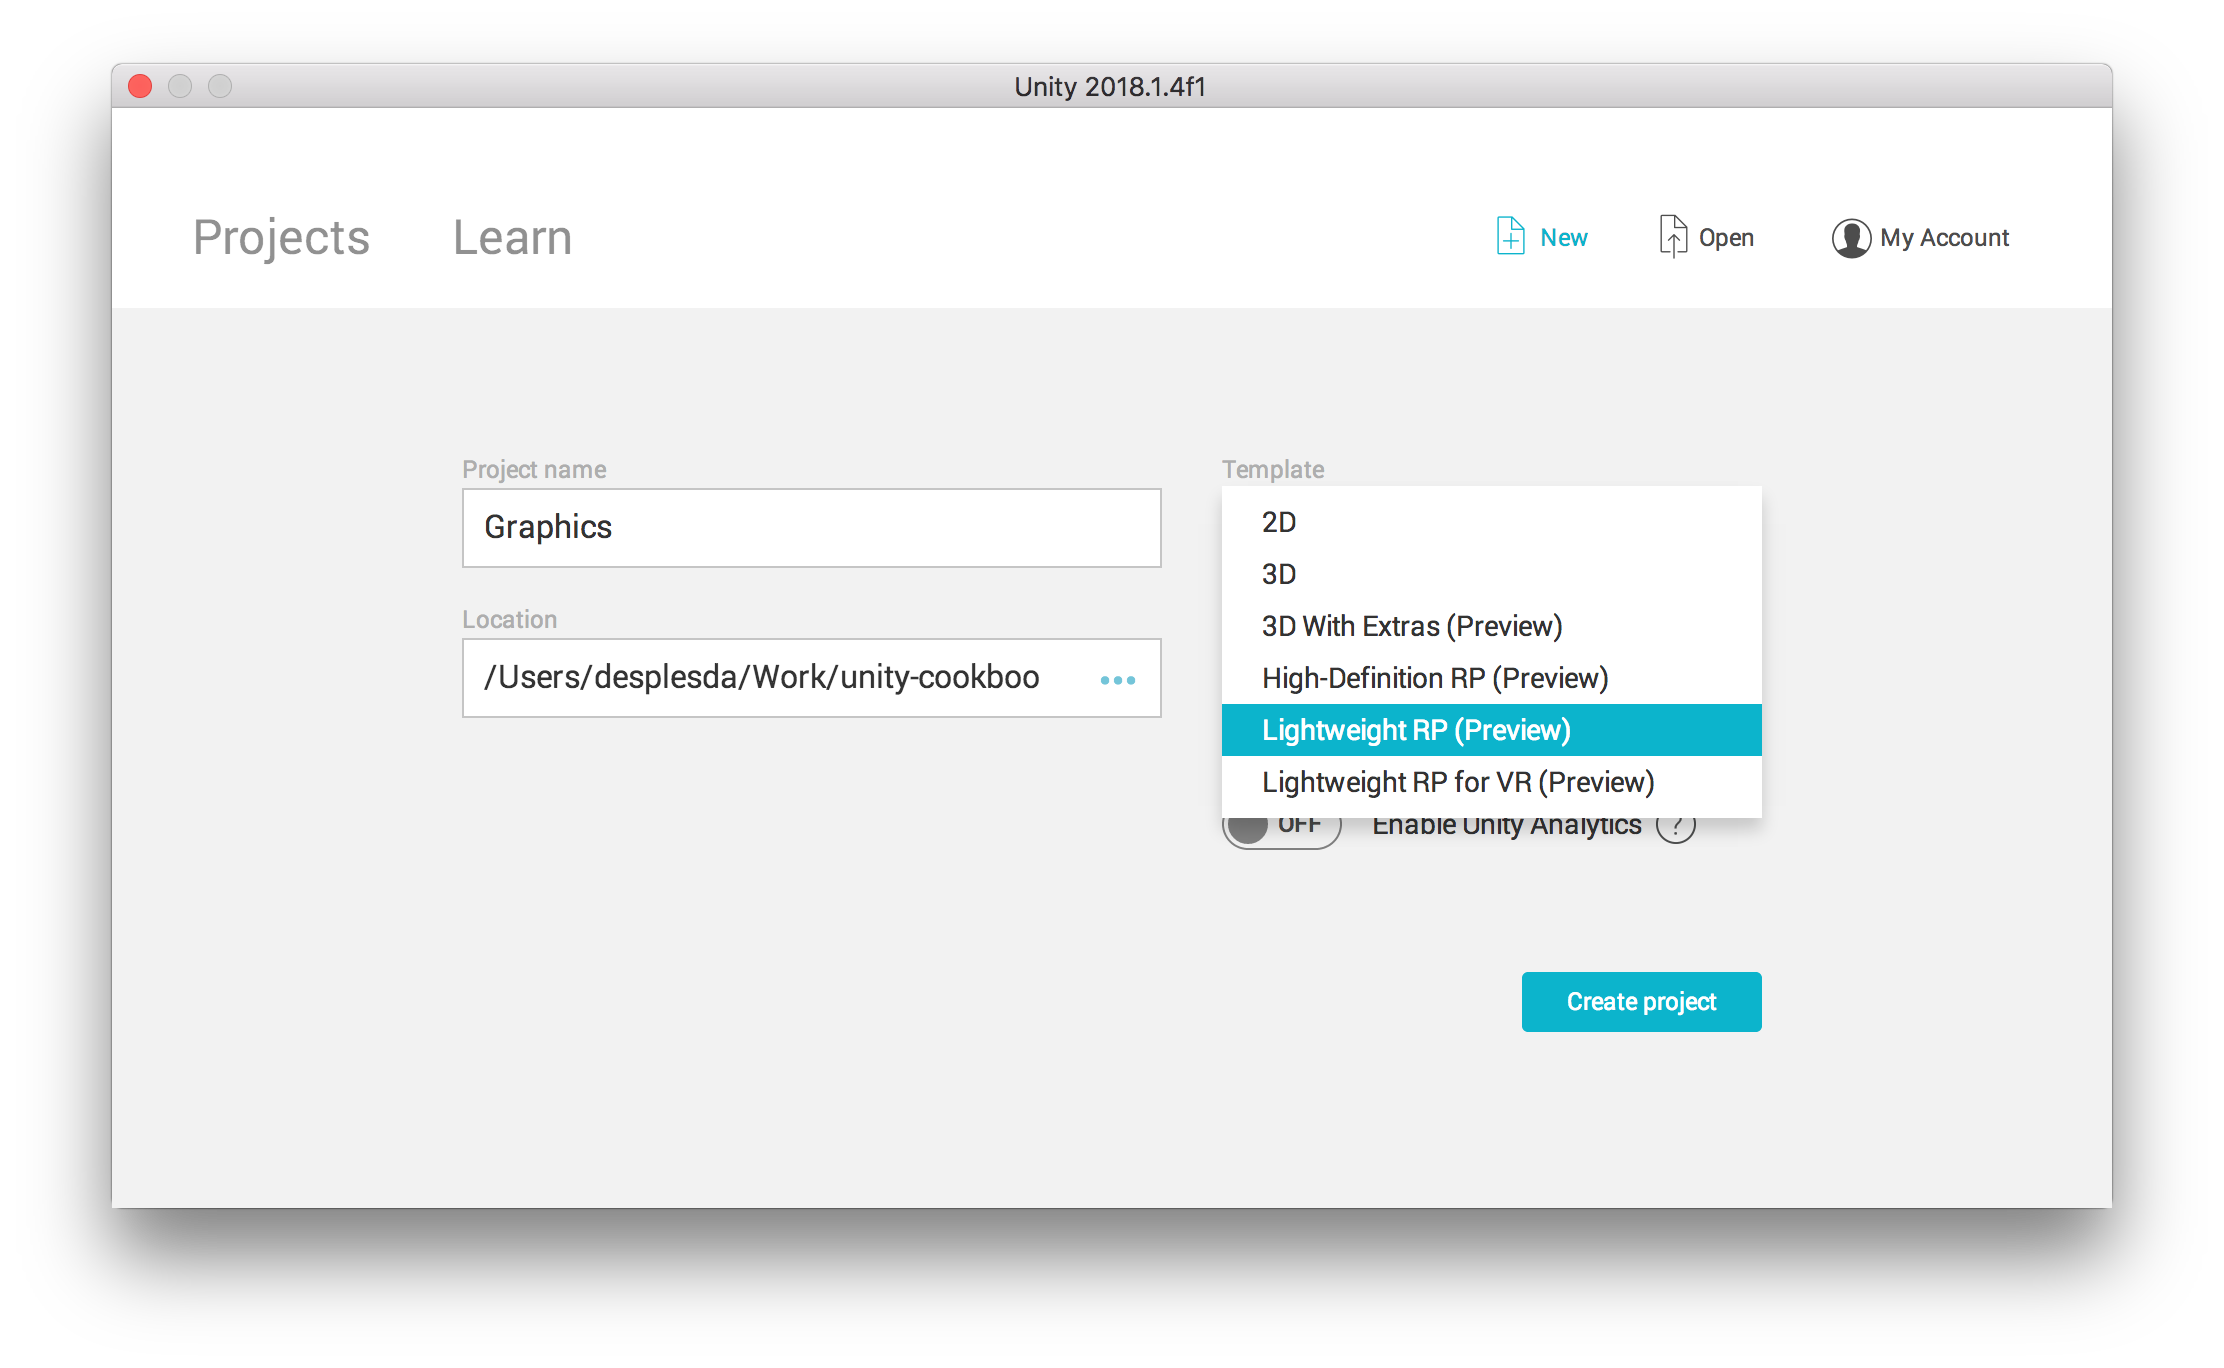 Unity 2018.1.4f1
Projects Learn New Open My Account
Project name
Graphics
Location
/Users/desplesda/Work/unity-cookboo
Template
2D
3D
3D With Extras (Preview)
High-Definition RP (Preview)
Lightweight RP (Preview)
Lightweight RP for VR (Preview)
OFF Enable Unity Analytics ?
Create project